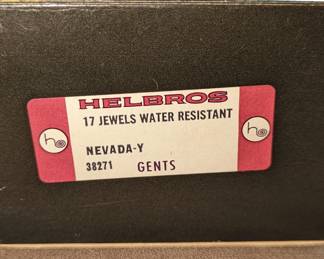 HELBROS
17 JEWELS WATER RESISTANT
NEVADA-Y
38271 GENTS